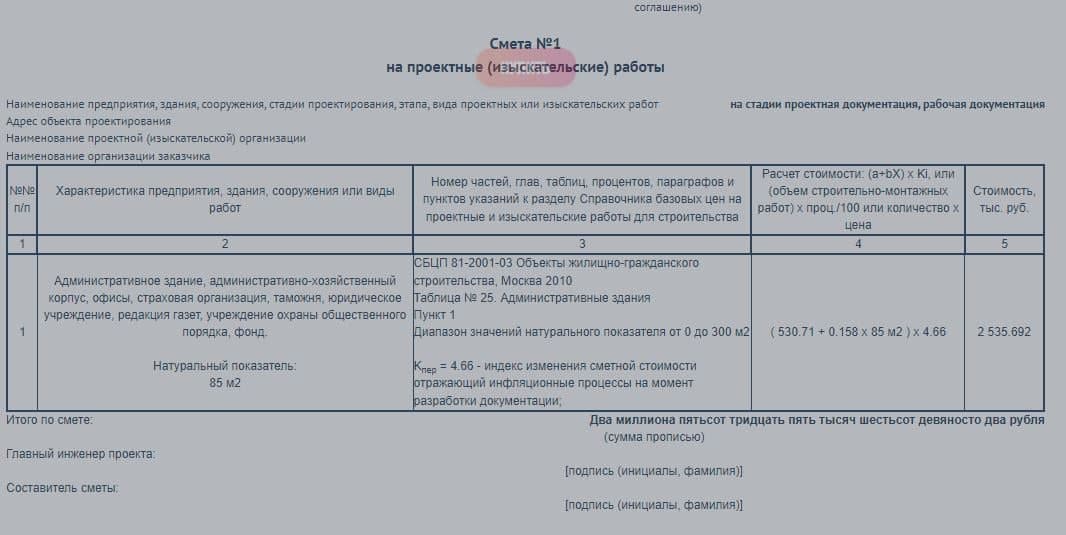 соглашению)
Смета №1
на проектные (изыскательские) работы
Наименование предприятия, здания, сооружения, стадии проектирования, этапа, вида проектных или изыскательских работ на стадии проектная документация, рабочая документация
Адрес объекта проектирования
Наименование проектной (изыскательской) организации
Наименование организации заказчика
№№
п/п
Характеристика предприятия, здания, сооружения или виды
работ
Номер частей, глав, таблиц, процентов, параграфов и
пунктов указаний к разделу Справочника базовых цен на
проектные и изыскательские работы для строительства
Расчет стоимости: (a+bX) x Ki, или
(объем строительно-монтажных
работ) x проц./100 или количество x
цена
Стоимость,
тыс. руб.
1 2 3 4 5
1
Административное здание, административно-хозяйственный
корпус, офисы, страховая организация, таможня, юридическое
учреждение, редакция газет, учреждение охраны общественного
порядка, фонд.
Натуральный показатель:
85 м2
СБЦП 81-2001-03 Объекты жилищно-гражданского
строительства, Москва 2010
Таблица № 25. Административные здания
Пункт 1
Диапазон значений натурального показателя от 0 до 300 м2
Kпер = 4.66 - индекс изменения сметной стоимости
отражающий инфляционные процессы на момент
разработки документации;
( 530.71 + 0.158 x 85 м2 ) x 4.66
2 535.692
Итого по смете: Два миллиона пятьсот тридцать пять тысяч шестьсот девяносто два рубля
(сумма прописью)
Главный инженер проекта:
[подпись (инициалы, фамилия)]
Составитель сметы:
[подпись (инициалы, фамилия)]